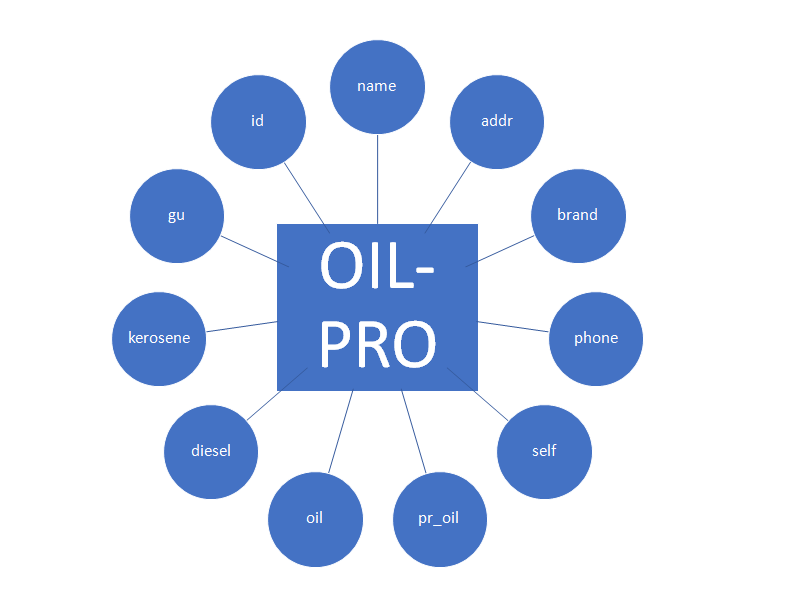 name
id
addr
gu
brand
OIL-
PRO
kerosene
phone
diesel
self
oil
pr_oil